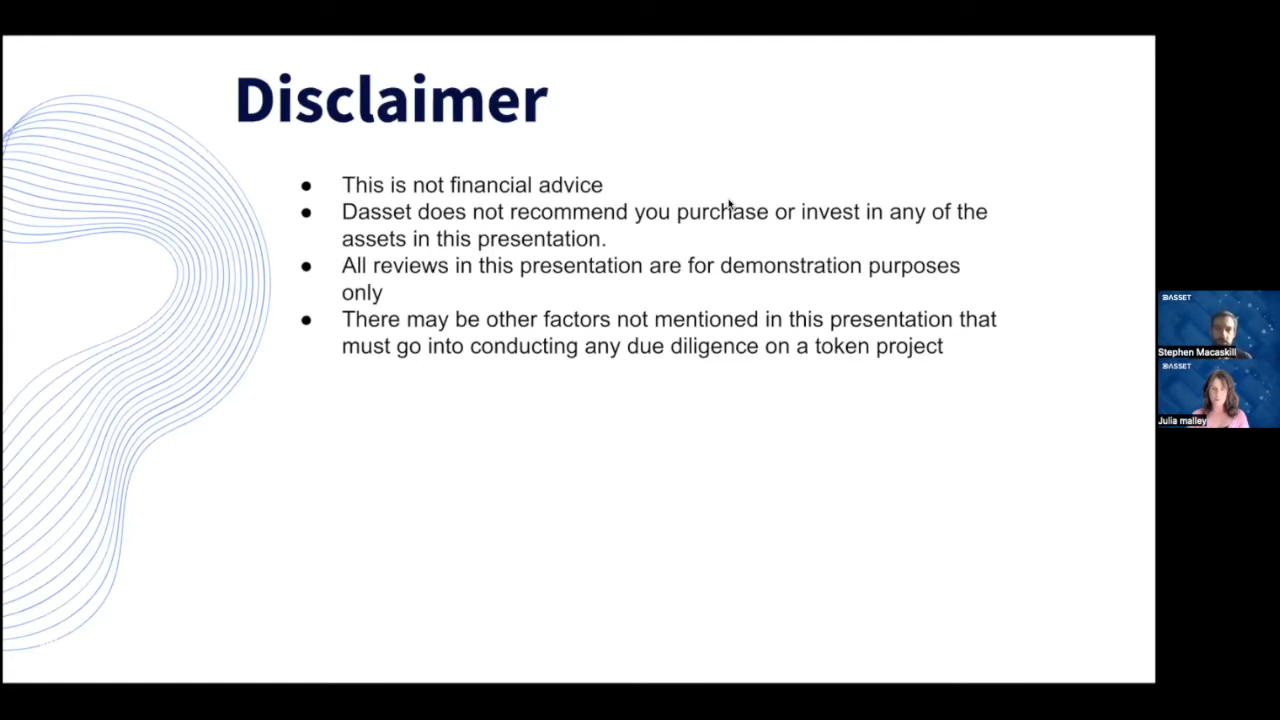 Disclaimer
● This is not financial advice
● Dasset does not recommend you purchase or invest in any of the
assets in this presentation.
● All reviews in this presentation are for demonstration purposes
only
● There may be other factors not mentioned in this presentation that
must go into conducting any due diligence on a token project
DASSET
Stephen Macaskill
DASSET
Julia malley